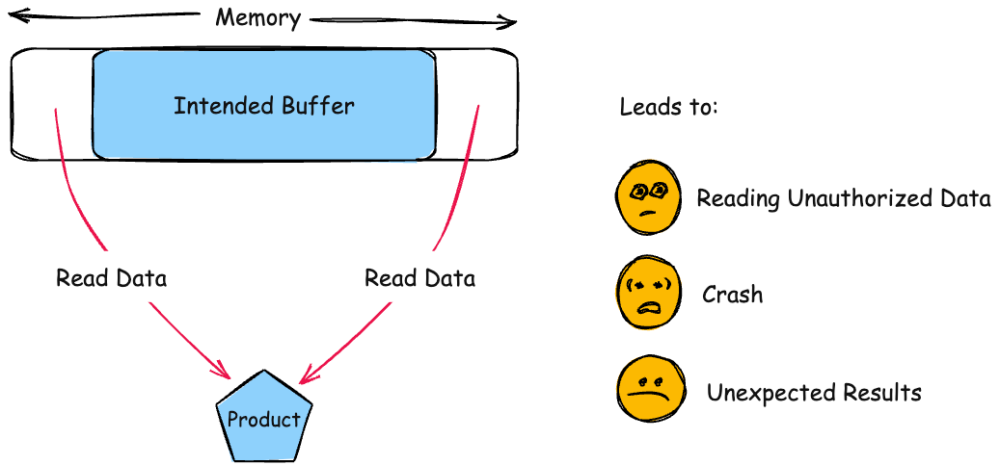 Memory
Intended Buffer
Read Data
Read Data
Product
Leads to:
Reading Unauthorized Data
Crash
Unexpected Results